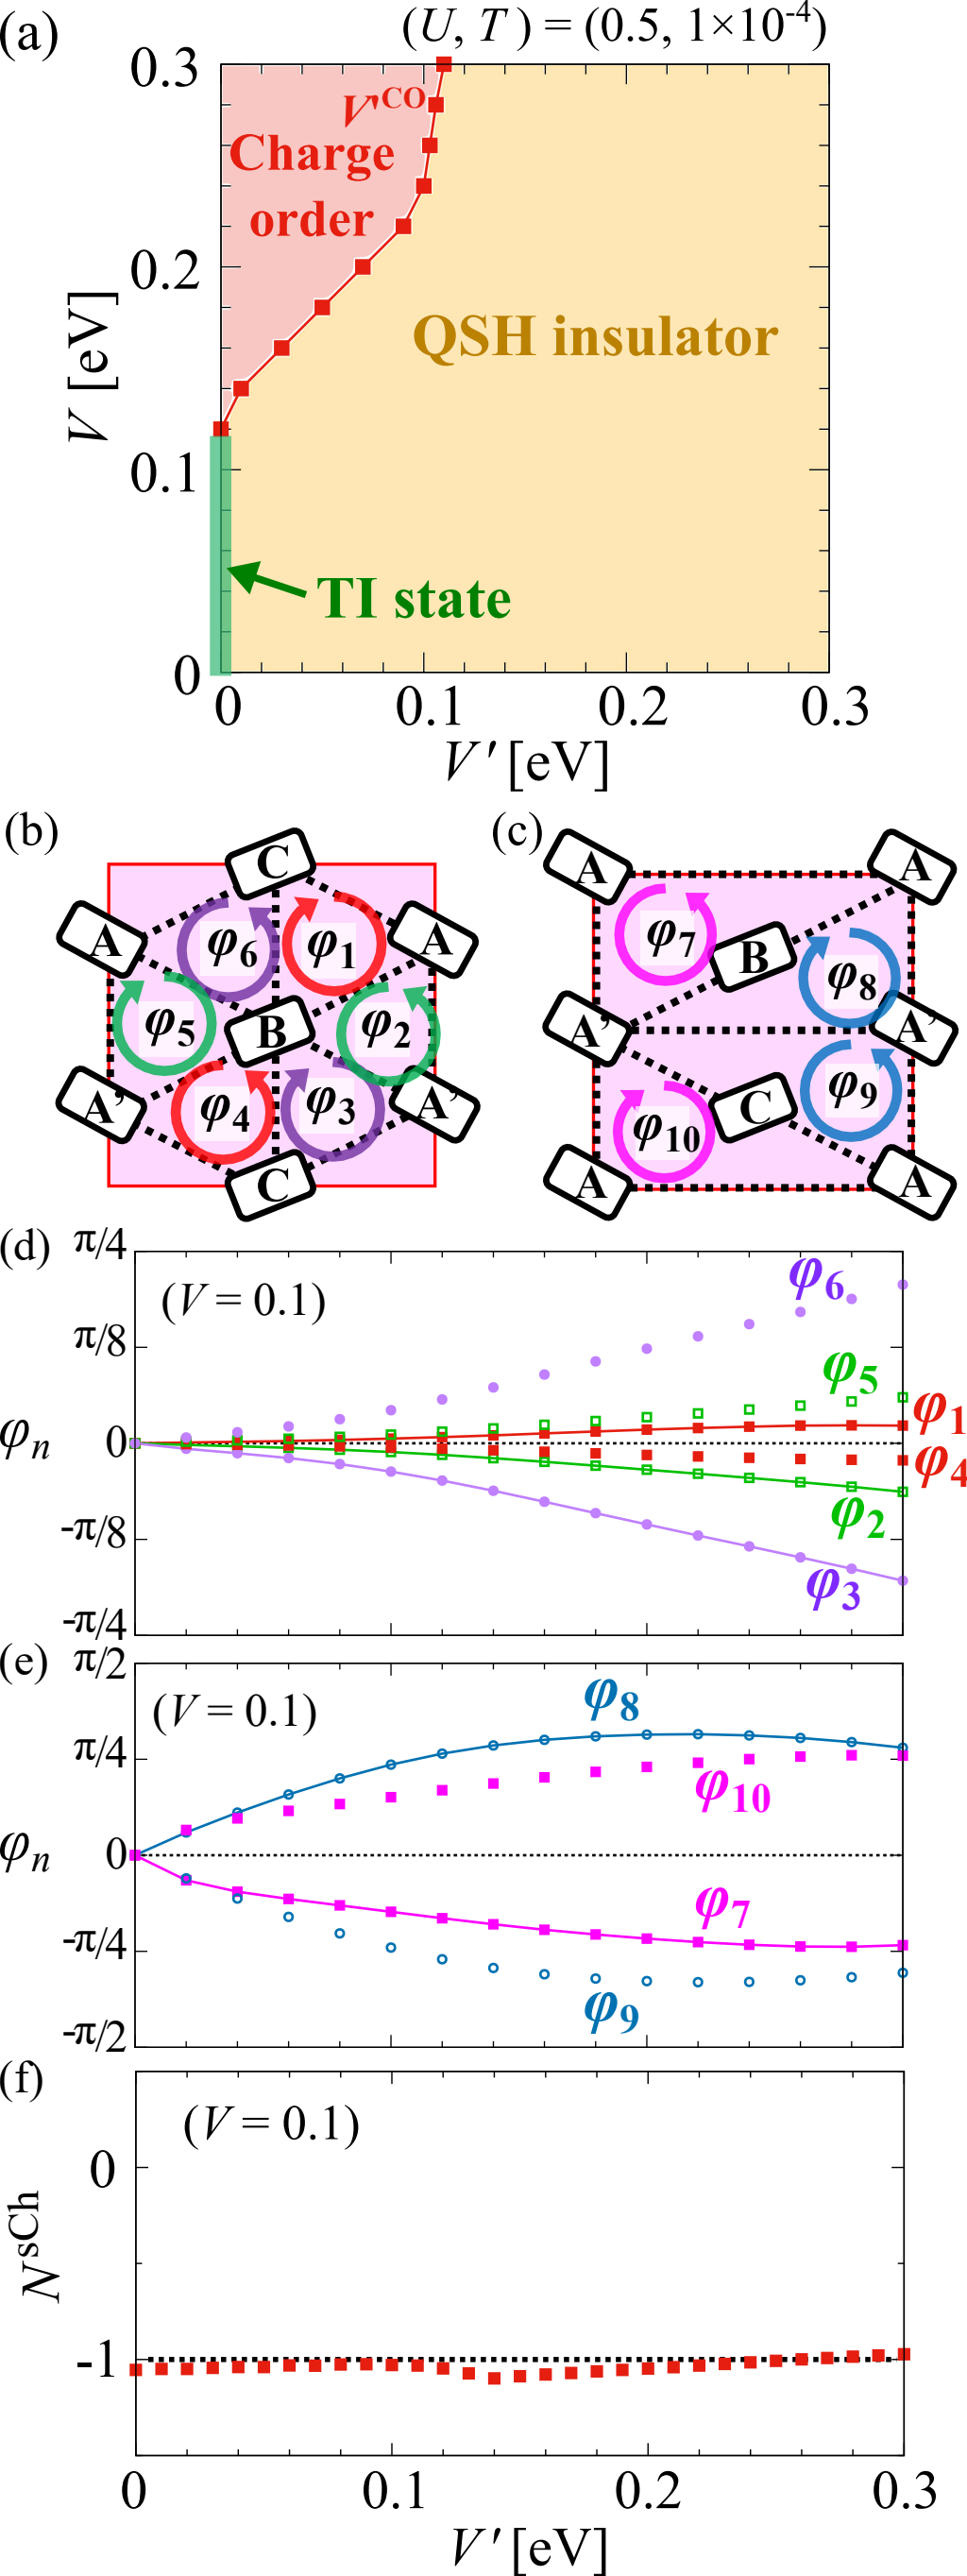 (a)
(U, T) = (0.5, 1×10⁻⁴)
0.3
V'ᶜᴼ
Charge
order
0.2
V [eV]
QSH insulator
0.1
TI state
0
0 0.1 0.2 0.3
V' [eV]
(b)
C
A φ₆ φ₁ A
φ₅ B φ₂
A' φ₄ φ₃ A'
C
(c)
A A
φ₇ B φ₈
A' A'
φ₁₀ C φ₉
A A
(d)
π/4
(V = 0.1)
φ₆
π/8
φ₅
φₙ
0
φ₁
φ₄
φ₂
-π/8
φ₃
-π/4
(e)
π/2
(V = 0.1)
φ₈
π/4
φ₁₀
φₙ
0
φ₇
-π/4
φ₉
-π/2
(f)
(V = 0.1)
0
Nˢᶜʰ
-1
0 0.1 0.2 0.3
V' [eV]